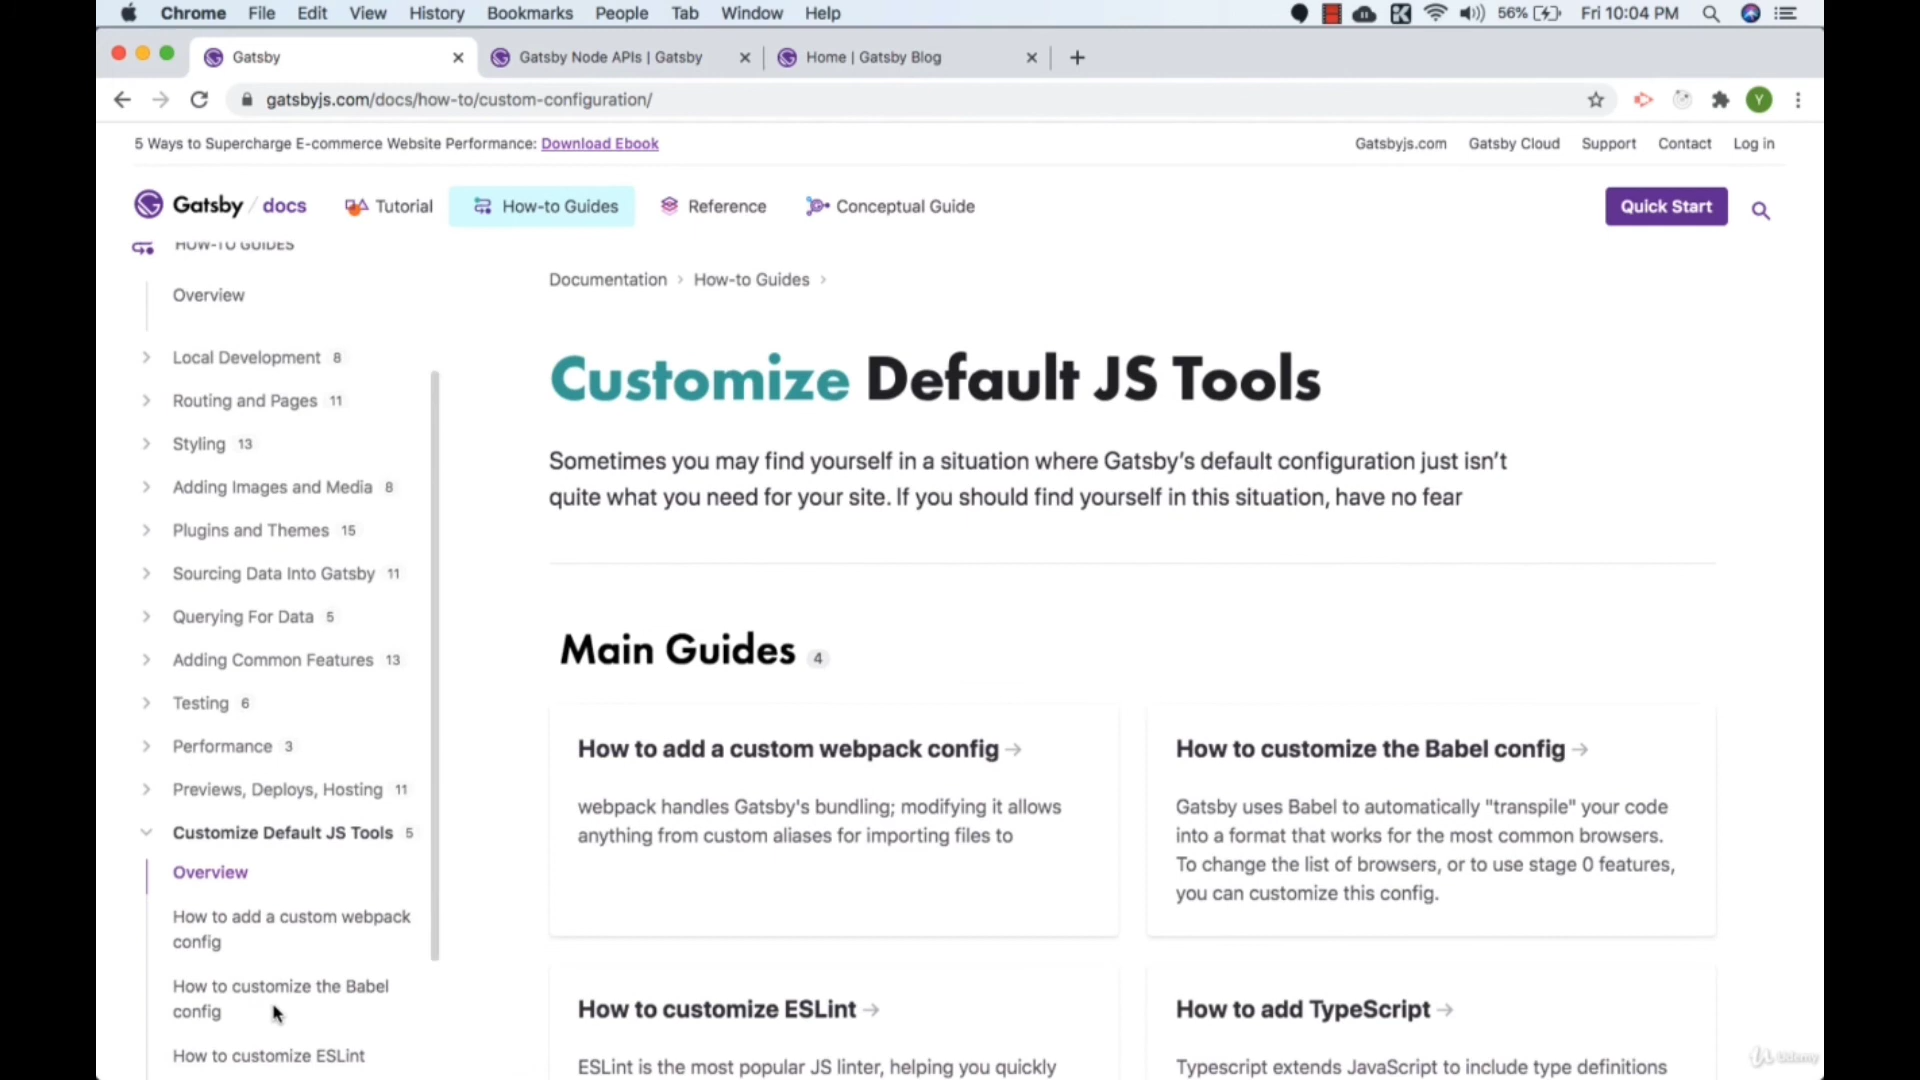 Chrome File Edit View History Bookmarks People Tab Window Help 56% Fri 10:04 PM
Gatsby Gatsby Node APIs | Gatsby Home | Gatsby Blog
gatsbyjs.com/docs/how-to/custom-configuration/ Y
5 Ways to Supercharge E-commerce Website Performance: Download Ebook Gatsbyjs.com Gatsby Cloud Support Contact Log in
Gatsby / docs Tutorial How-to Guides Reference Conceptual Guide Quick Start
HOW-TO GUIDES
Overview
Local Development 8
Routing and Pages 11
Styling 13
Adding Images and Media 8
Plugins and Themes 15
Sourcing Data Into Gatsby 11
Querying For Data 5
Adding Common Features 13
Testing 6
Performance 3
Previews, Deploys, Hosting 11
Customize Default JS Tools 5
Overview
How to add a custom webpack
config
How to customize the Babel
config
How to customize ESLint
Documentation › How-to Guides ›
Customize Default JS Tools
Sometimes you may find yourself in a situation where Gatsby’s default configuration just isn’t
quite what you need for your site. If you should find yourself in this situation, have no fear
Main Guides 4
How to add a custom webpack config →
webpack handles Gatsby's bundling; modifying it allows
anything from custom aliases for importing files to
How to customize the Babel config →
Gatsby uses Babel to automatically "transpile" your code
into a format that works for the most common browsers.
To change the list of browsers, or to use stage 0 features,
you can customize this config.
How to customize ESLint →
ESLint is the most popular JS linter, helping you quickly
How to add TypeScript →
Typescript extends JavaScript to include type definitions
Udemy